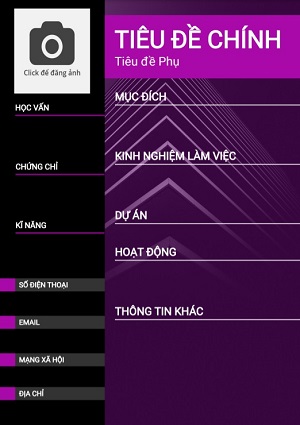 Click để đăng ảnh
HỌC VẤN
CHỨNG CHỈ
KĨ NĂNG
SỐ ĐIỆN THOẠI
EMAIL
MẠNG XÃ HỘI
ĐỊA CHỈ
TIÊU ĐỀ CHÍNH
Tiêu đề Phụ
MỤC ĐÍCH
KINH NGHIỆM LÀM VIỆC
DỰ ÁN
HOẠT ĐỘNG
THÔNG TIN KHÁC